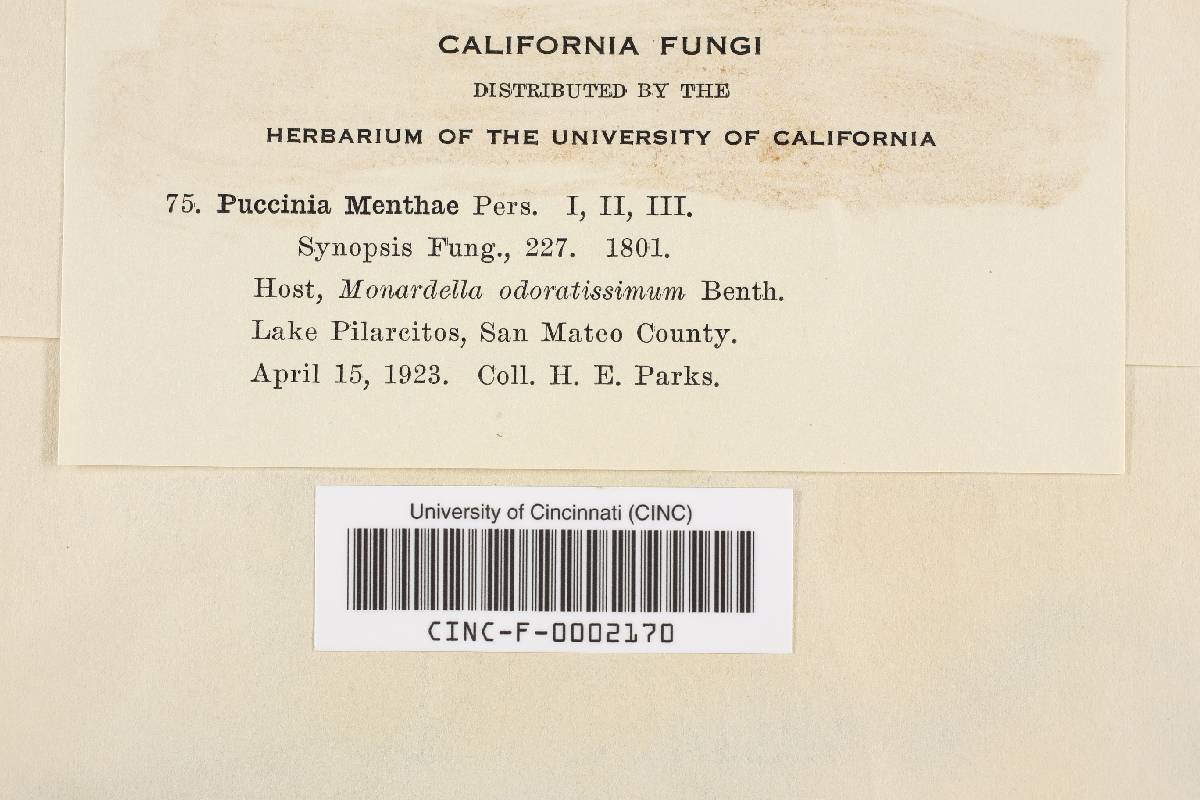 CALIFORNIA FUNGI
DISTRIBUTED BY THE
HERBARIUM OF THE UNIVERSITY OF CALIFORNIA
75. Puccinia Menthae Pers. I, II, III.
Synopsis Fung., 227. 1801.
Host, Monardella odoratissimum Benth.
Lake Pilarcitos, San Mateo County.
April 15, 1923. Coll. H. E. Parks.
University of Cincinnati (CINC)
CINC-F-0002170